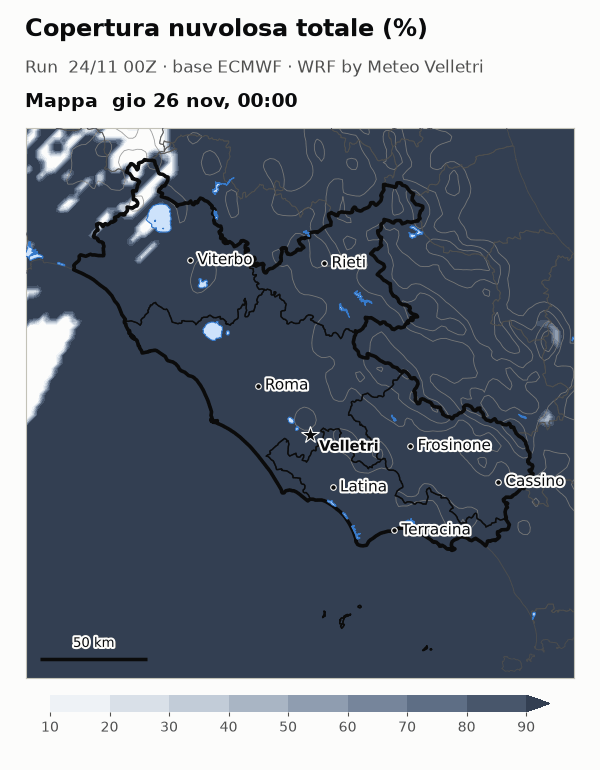 Copertura nuvolosa totale (%)
Run  24/11 00Z · base ECMWF · WRF by Meteo Velletri
Mappa  gio 26 nov, 00:00
Viterbo
Rieti
Roma
Velletri
Frosinone
Latina
Cassino
Terracina
50 km
10 20 30 40 50 60 70 80 90